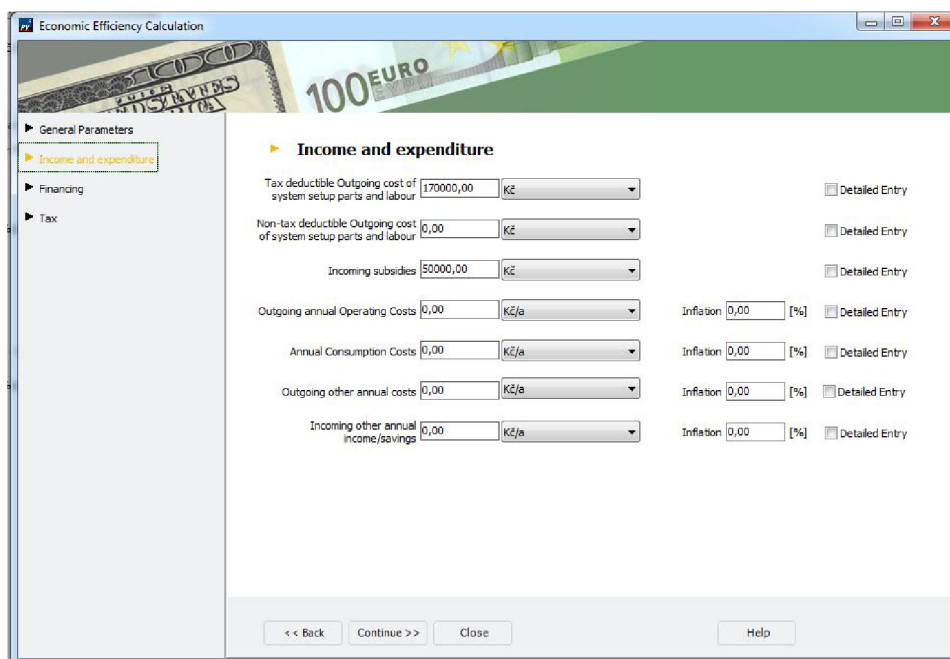 PV Economic Efficiency Calculation
100 EURO
General Parameters
Income and expenditure
Financing
Tax
Income and expenditure
Tax deductible Outgoing cost of
system setup parts and labour 170000,00 Kč Detailed Entry
Non-tax deductible Outgoing cost
of system setup parts and labour 0,00 Kč Detailed Entry
Incoming subsidies 50000,00 Kč Detailed Entry
Outgoing annual Operating Costs 0,00 Kč/a Inflation 0,00 [%] Detailed Entry
Annual Consumption Costs 0,00 Kč/a Inflation 0,00 [%] Detailed Entry
Outgoing other annual costs 0,00 Kč/a Inflation 0,00 [%] Detailed Entry
Incoming other annual
income/savings 0,00 Kč/a Inflation 0,00 [%] Detailed Entry
<< Back Continue >> Close Help